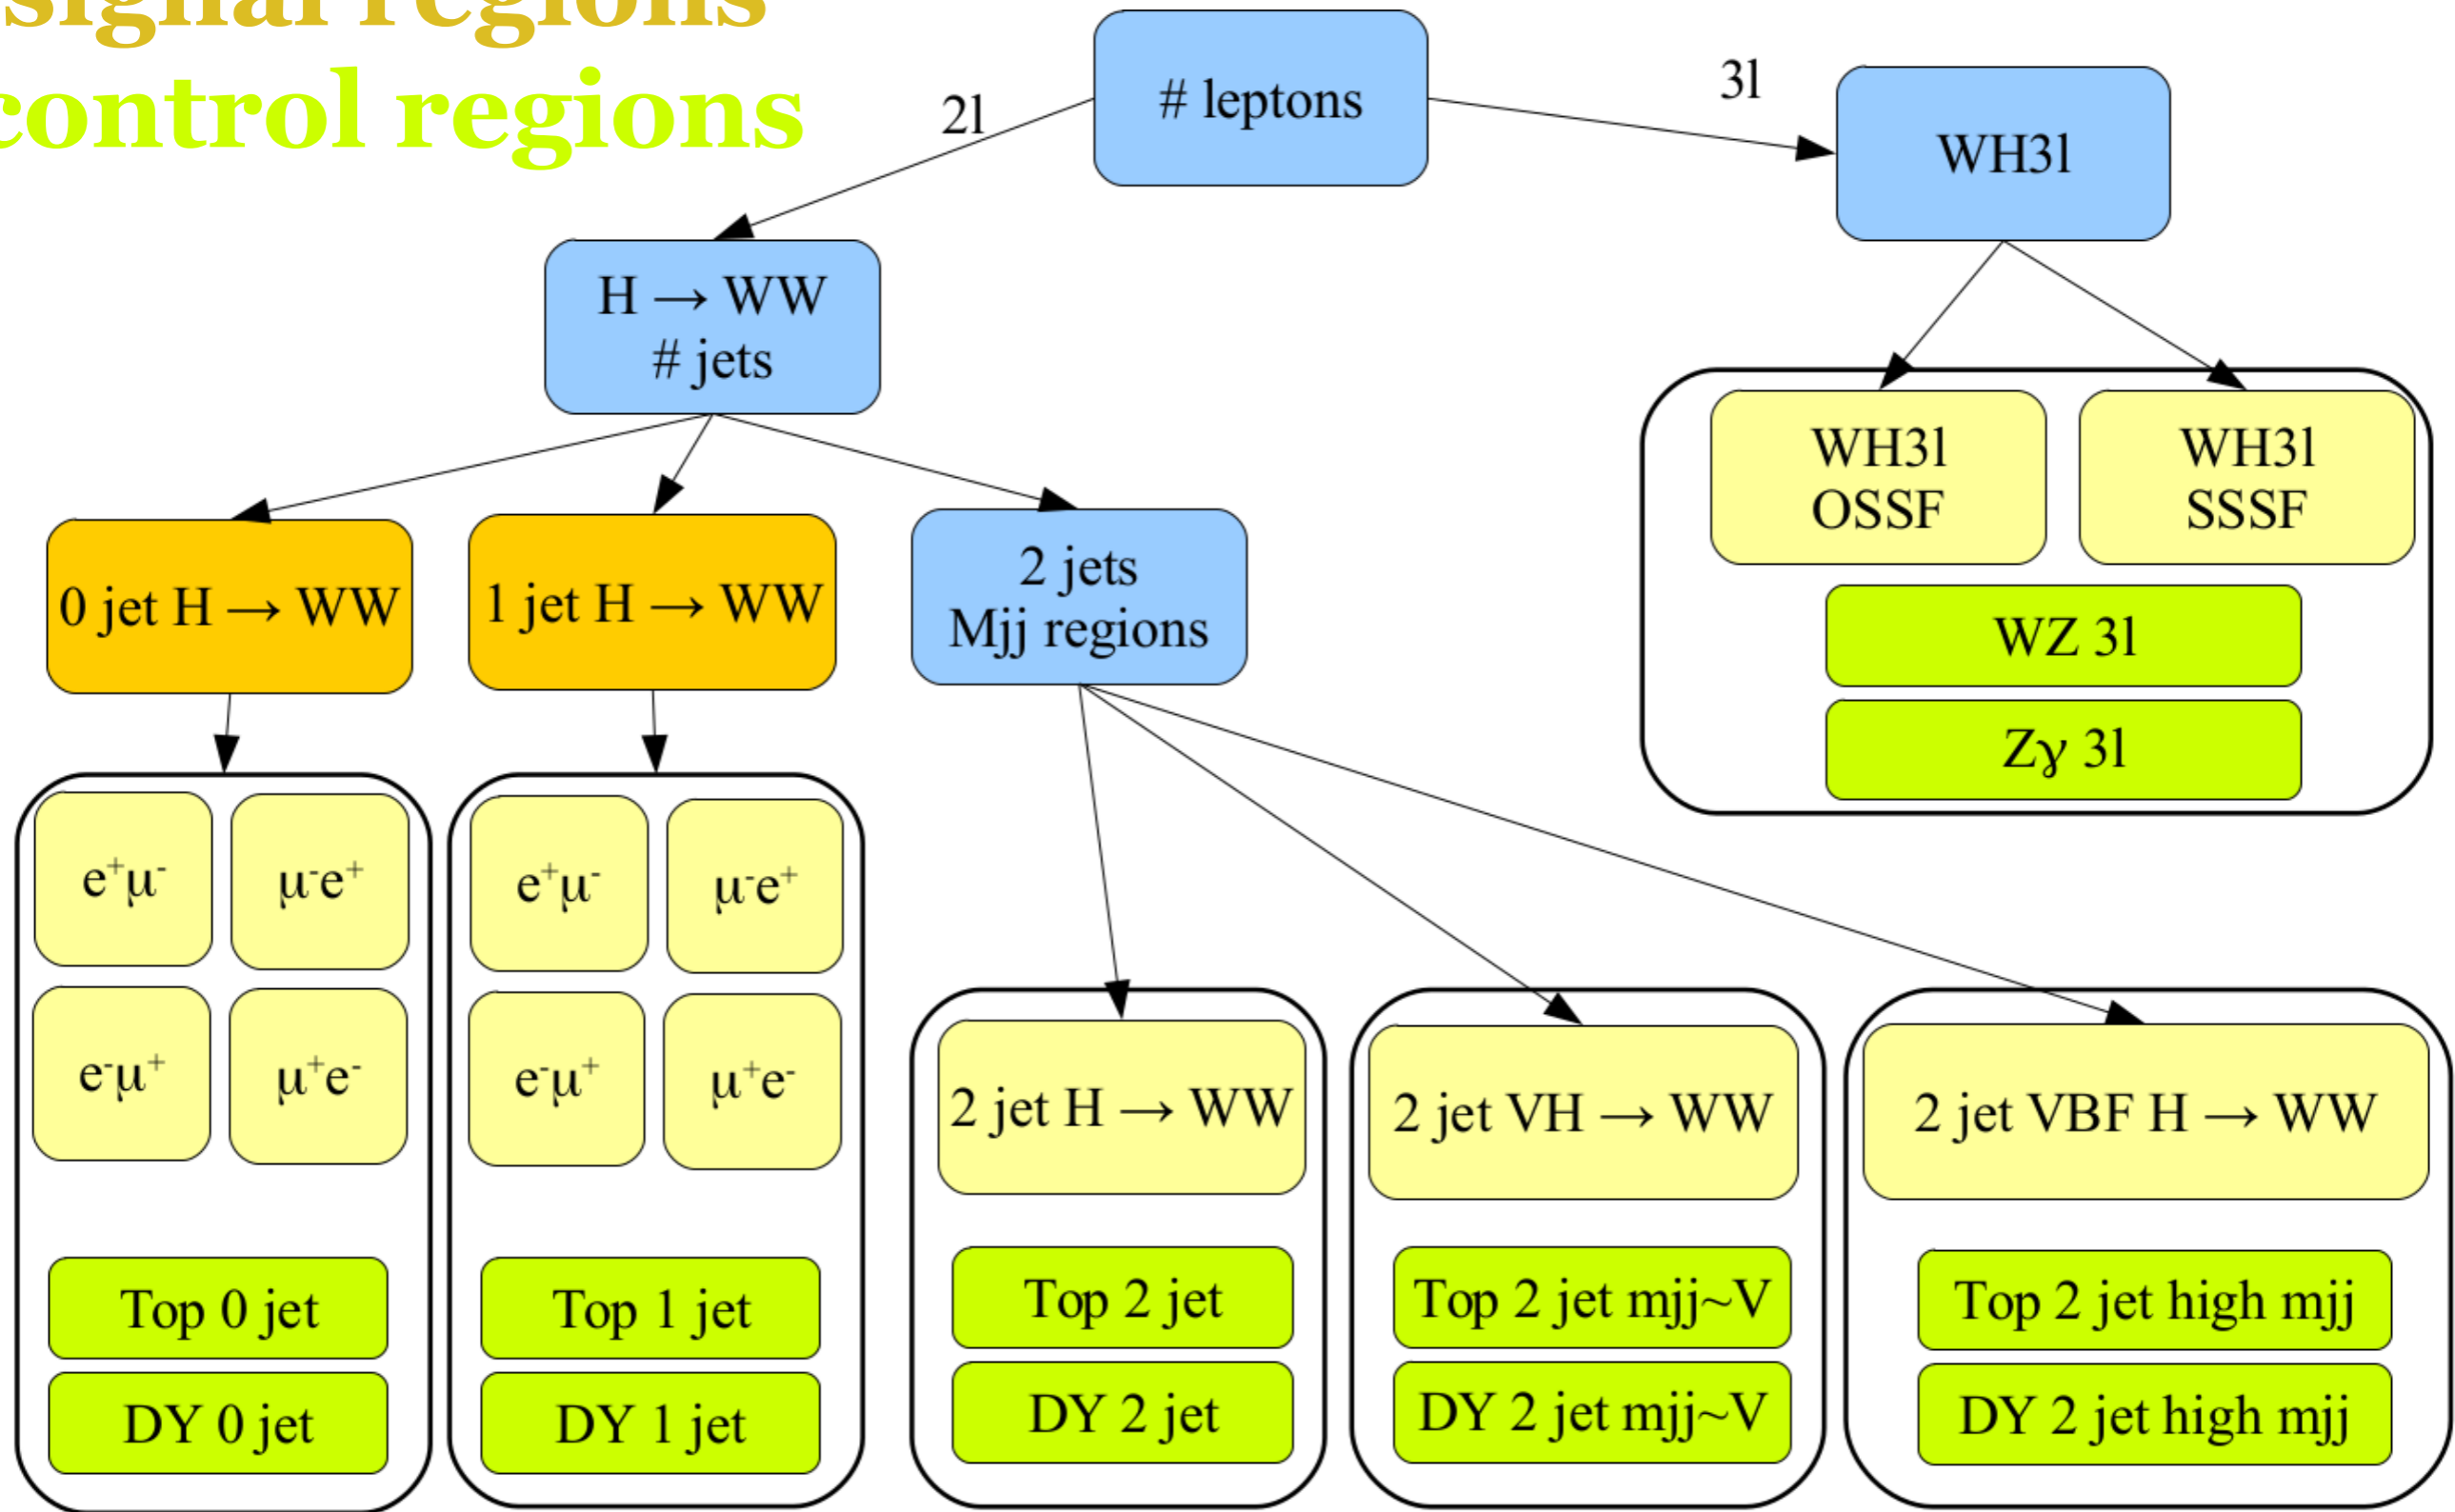 signal regions
control regions
# leptons
2l
3l
WH3l
H → WW
# jets
0 jet H → WW
1 jet H → WW
2 jets
Mjj regions
WH3l
OSSF
WH3l
SSSF
WZ 3l
Zγ 3l
e⁺μ⁻
μ⁻e⁺
e⁻μ⁺
μ⁺e⁻
Top 0 jet
DY 0 jet
e⁺μ⁻
μ⁻e⁺
e⁻μ⁺
μ⁺e⁻
Top 1 jet
DY 1 jet
2 jet H → WW
Top 2 jet
DY 2 jet
2 jet VH → WW
Top 2 jet mjj~V
DY 2 jet mjj~V
2 jet VBF H → WW
Top 2 jet high mjj
DY 2 jet high mjj